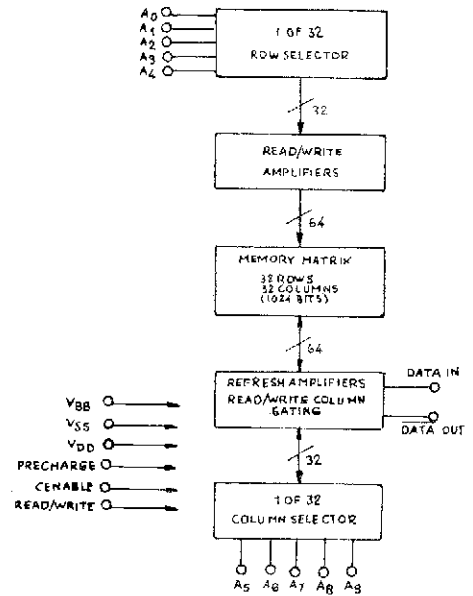 A0
A1
A2
A3
A4
1 OF 32
ROW SELECTOR
32
READ/WRITE
AMPLIFIERS
64
MEMORY MATRIX
32 ROWS
32 COLUMNS
(1024 BITS)
64
REFRESH AMPLIFIERS
READ/WRITE COLUMN
GATING
DATA IN
DATA OUT
VBB
VSS
VDD
PRECHARGE
CENABLE
READ/WRITE
32
1 OF 32
COLUMN SELECTOR
A5
A6
A7
A8
A9